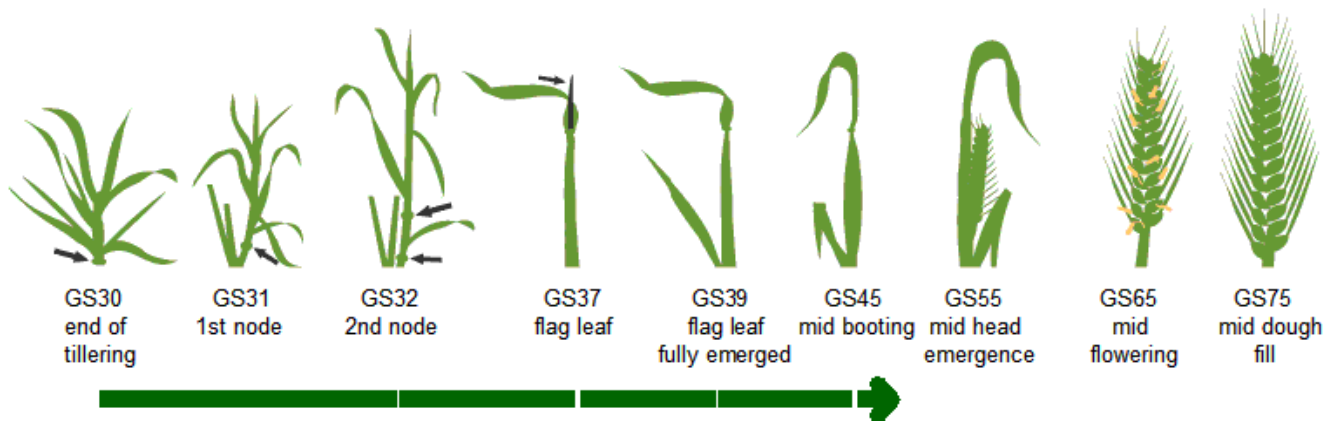 GS30
end of
tillering
GS31
1st node
GS32
2nd node
GS37
flag leaf
GS39
flag leaf
fully emerged
GS45
mid booting
GS55
mid head
emergence
GS65
mid
flowering
GS75
mid dough
fill